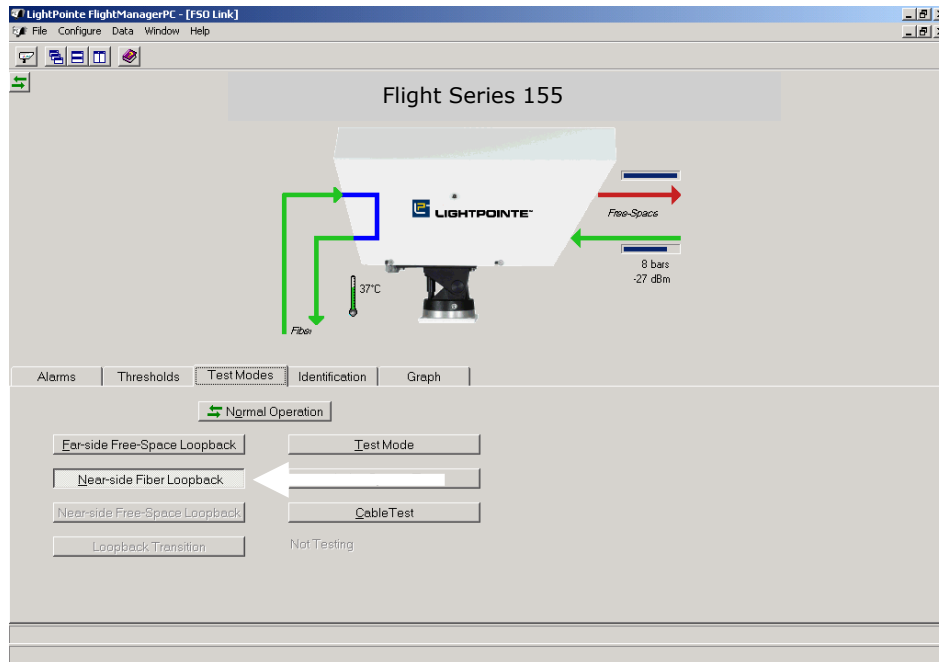 LightPointe FlightManagerPC - [FSO Link]
File Configure Data Window Help
Flight Series 155
LIGHTPOINTE
Free-Space
8 bars
-27 dBm
37°C
Fiber
Alarms Thresholds Test Modes Identification Graph
Normal Operation
Far-side Free-Space Loopback Test Mode
Near-side Fiber Loopback
Near-side Free-Space Loopback CableTest
Loopback Transition Not Testing